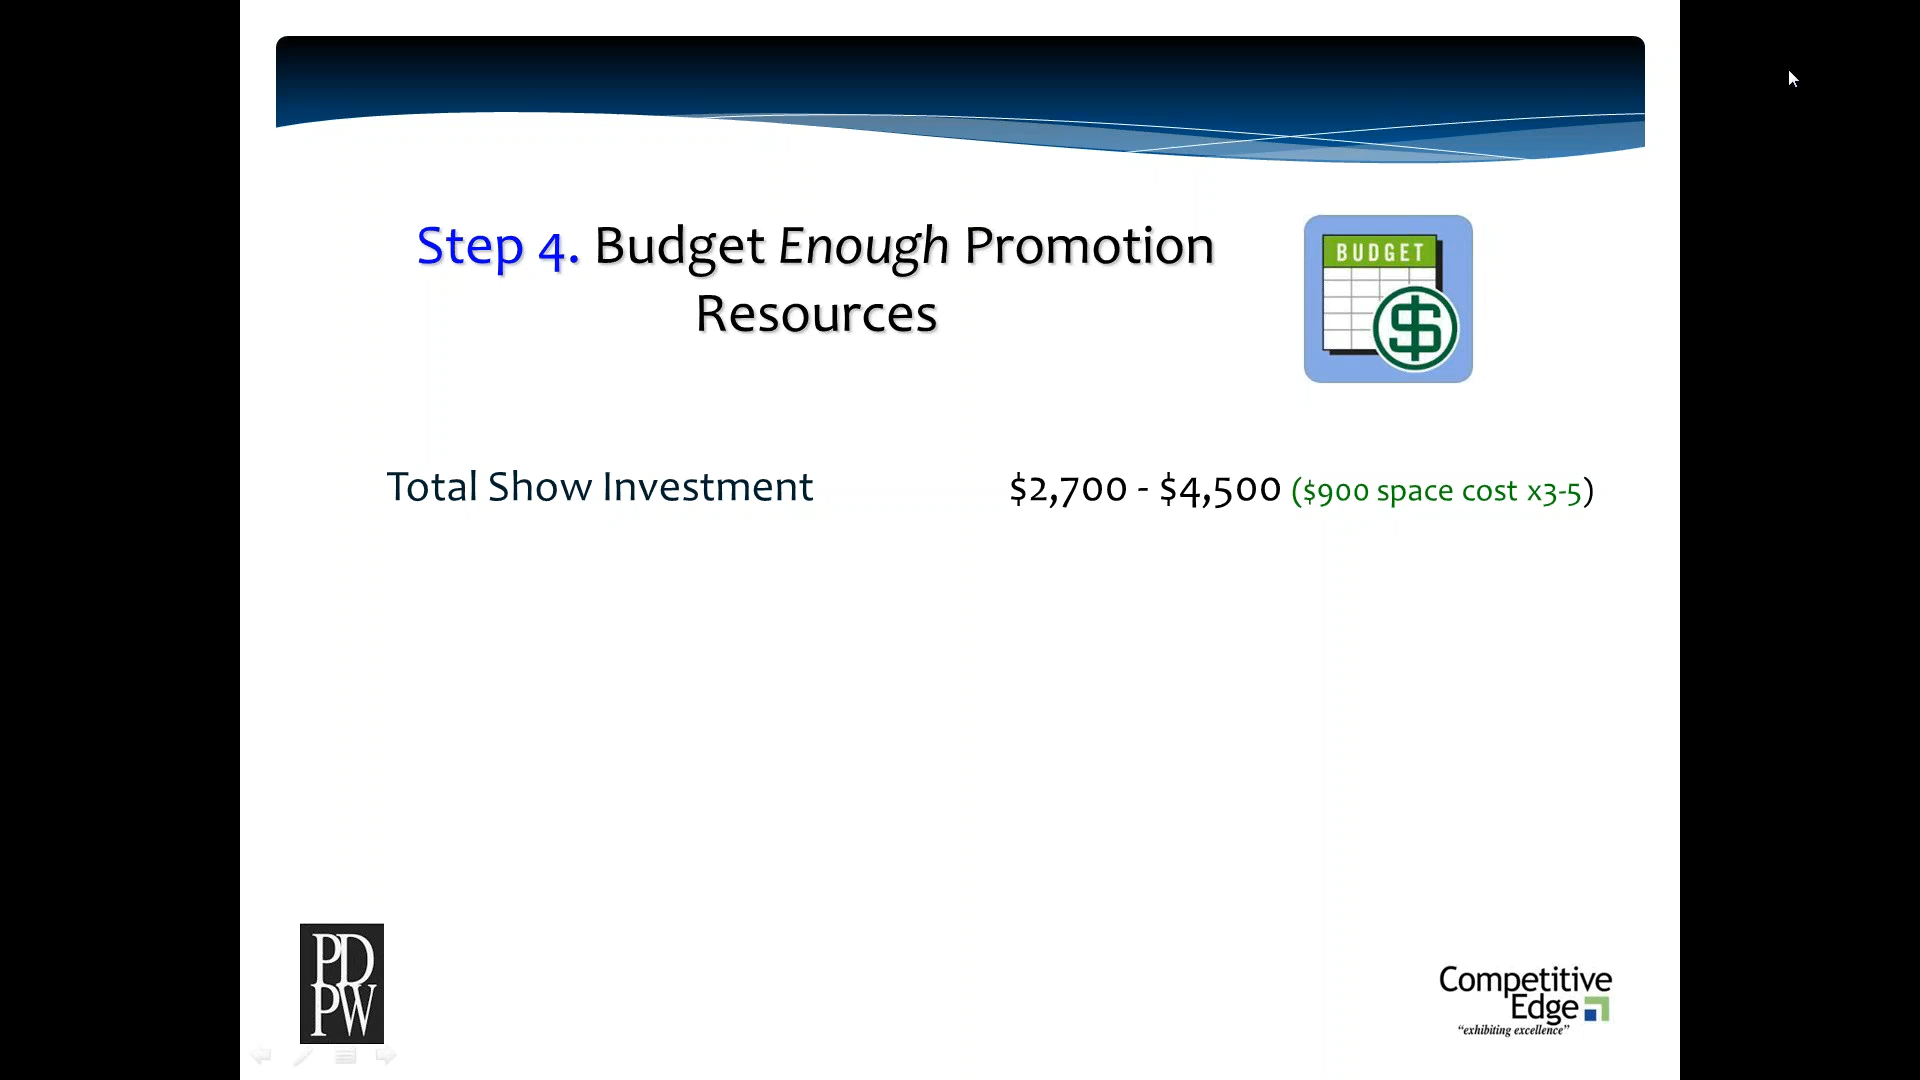 Step 4. Budget Enough Promotion
Resources
BUDGET
$
Total Show Investment $2,700 - $4,500 ($900 space cost x3-5)
PD
PW
Competitive
Edge
“exhibiting excellence”